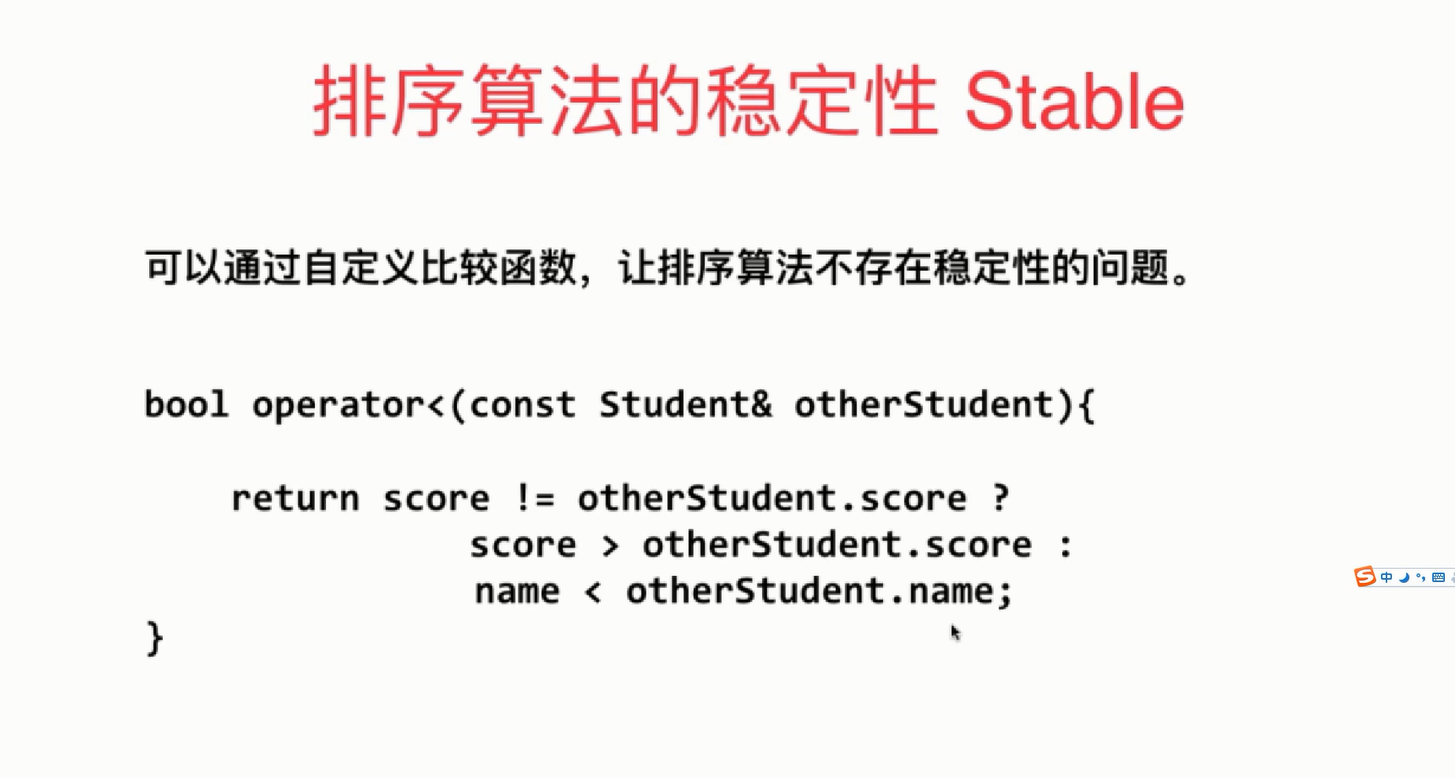 排序算法的稳定性 Stable
可以通过自定义比较函数，让排序算法不存在稳定性的问题。
bool operator<(const Student& otherStudent){
return score != otherStudent.score ?
score > otherStudent.score :
name < otherStudent.name;
}
中